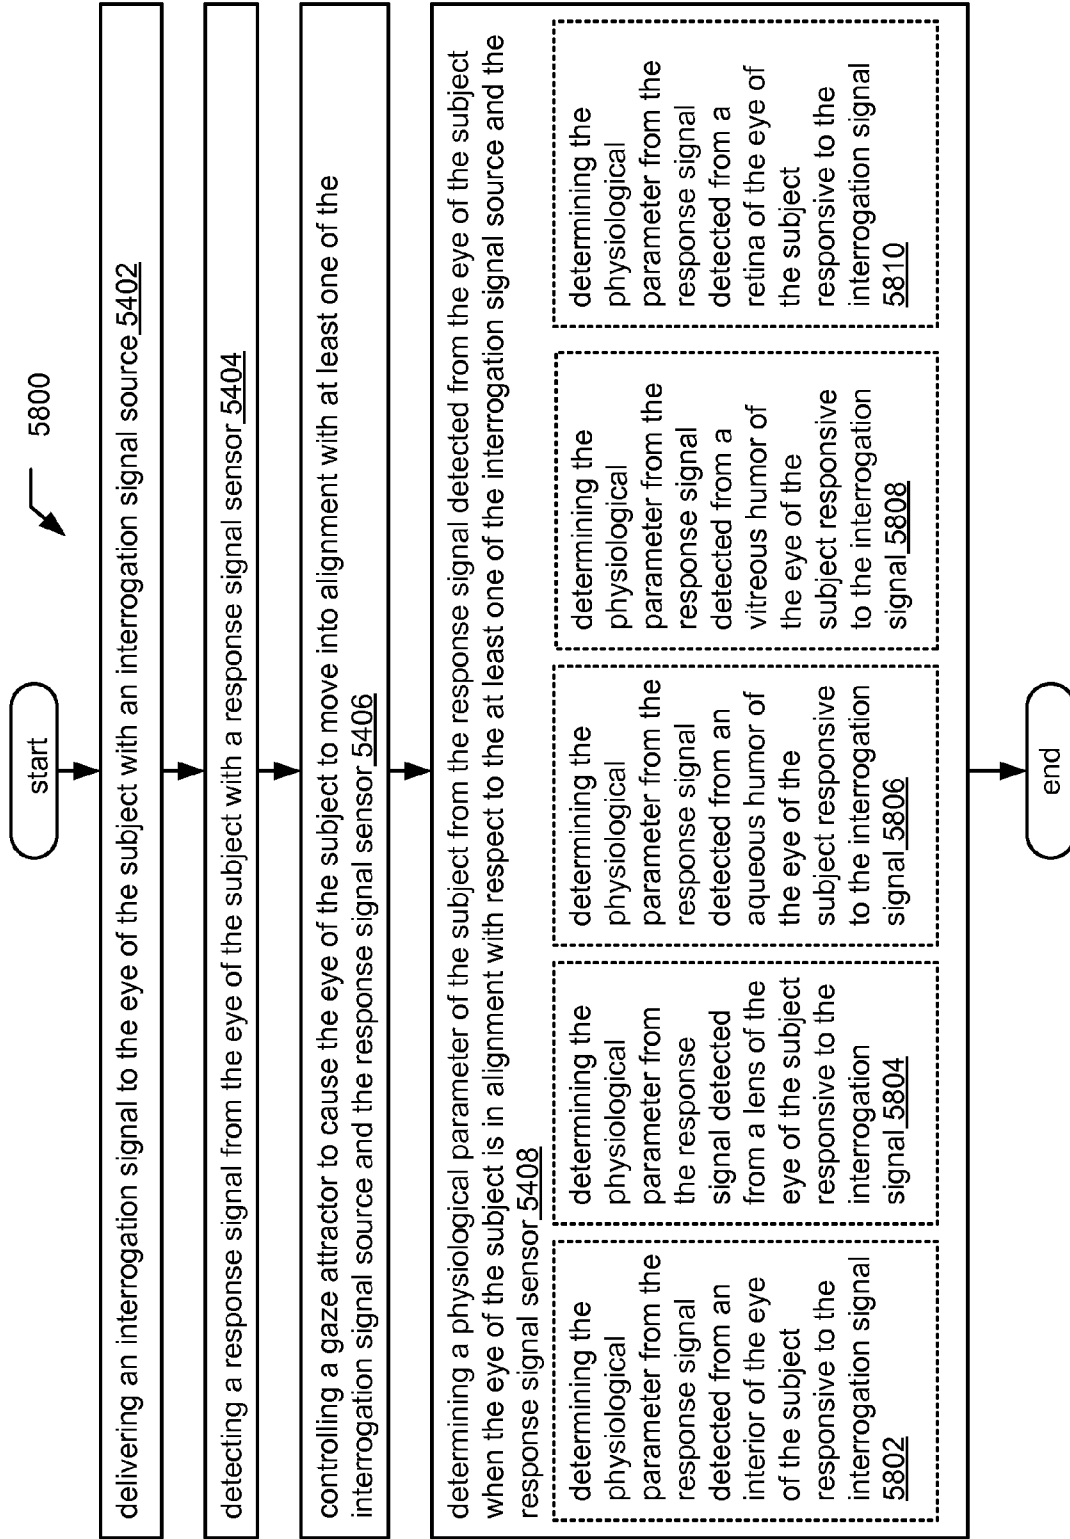 5800
start
delivering an interrogation signal to the eye of the subject with an interrogation signal source 5402
detecting a response signal from the eye of the subject with a response signal sensor 5404
controlling a gaze attractor to cause the eye of the subject to move into alignment with at least one of the
interrogation signal source and the response signal sensor 5406
determining a physiological parameter of the subject from the response signal detected from the eye of the subject
when the eye of the subject is in alignment with respect to the at least one of the interrogation signal source and the
response signal sensor 5408
determining the
physiological
parameter from the
response signal
detected from an
interior of the eye
of the subject
responsive to the
interrogation signal
5802
determining the
physiological
parameter from
the response
signal detected
from a lens of the
eye of the subject
responsive to the
interrogation
signal 5804
determining the
physiological
parameter from the
response signal
detected from an
aqueous humor of
the eye of the
subject responsive
to the interrogation
signal 5806
determining the
physiological
parameter from the
response signal
detected from a
vitreous humor of
the eye of the
subject responsive
to the interrogation
signal 5808
determining the
physiological
parameter from the
response signal
detected from a
retina of the eye of
the subject
responsive to the
interrogation signal
5810
end